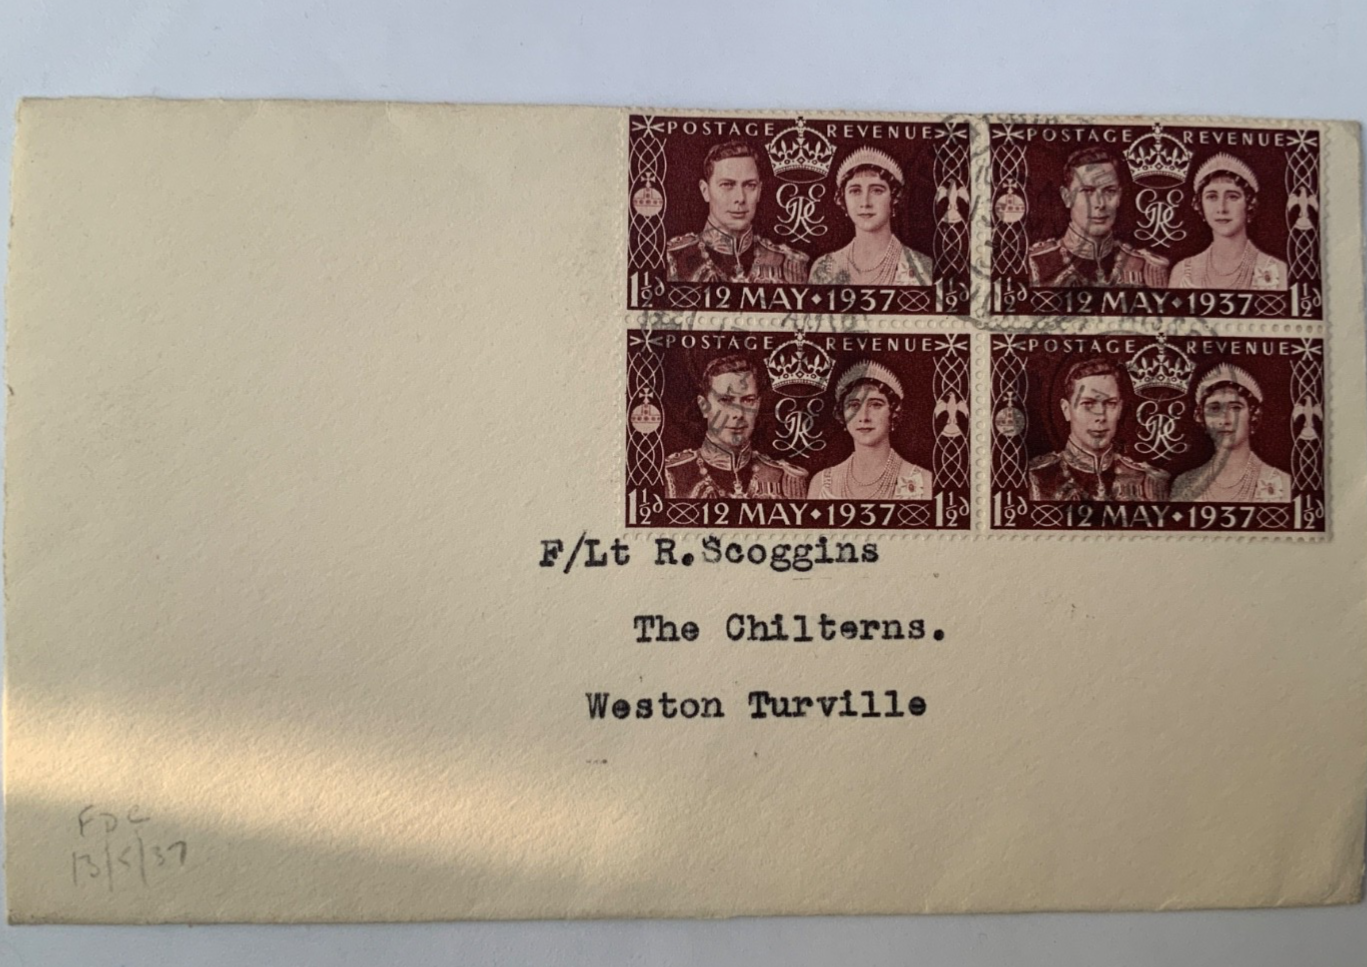 POSTAGE REVENUE
1½d 12 MAY 1937 1½d
POSTAGE REVENUE
1½d 12 MAY 1937 1½d
POSTAGE REVENUE
1½d 12 MAY 1937 1½d
POSTAGE REVENUE
1½d 12 MAY 1937 1½d
F/Lt R.Scoggins
The Chilterns.
Weston Turville
FDC
13/5/37